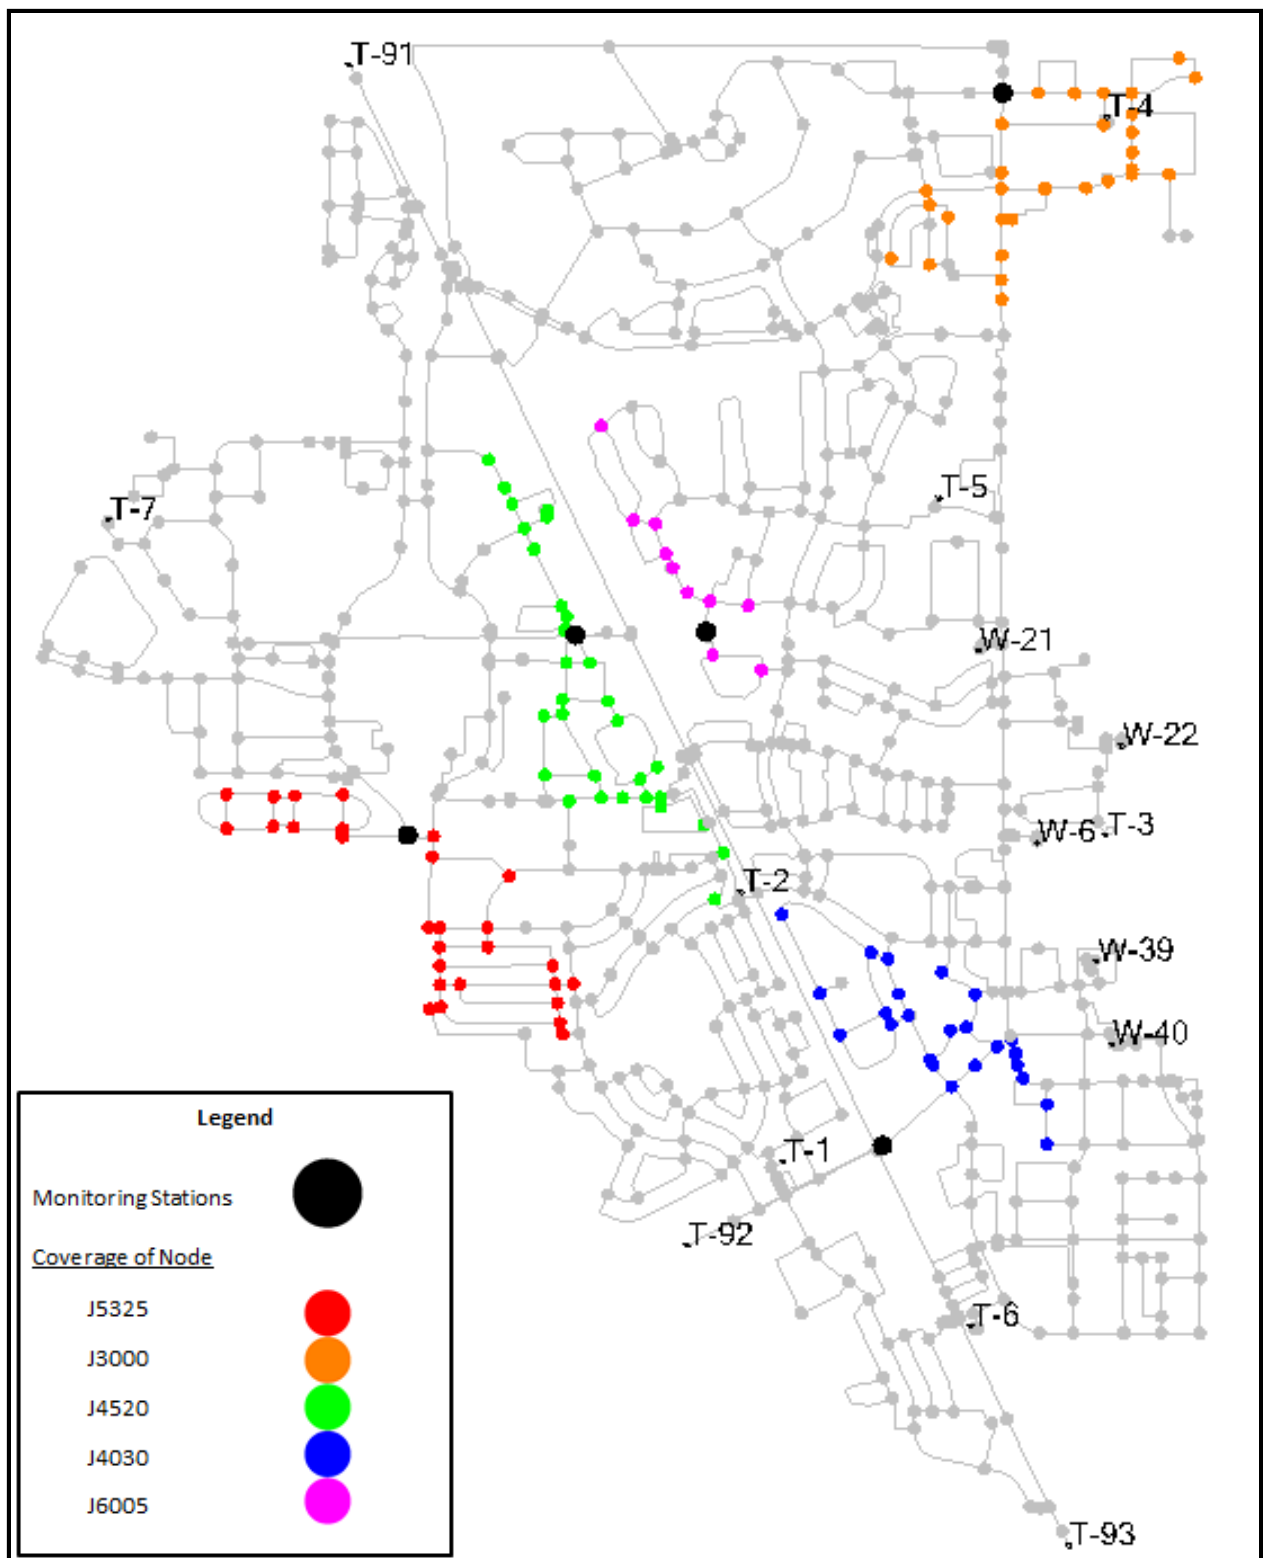 T-91
T-4
T-5
T-7
W-21
W-22
T-3
W-6
T-2
W-39
W-40
T-1
T-92
T-6
T-93
Legend
Monitoring Stations
Coverage of Node
J5325
J3000
J4520
J4030
J6005